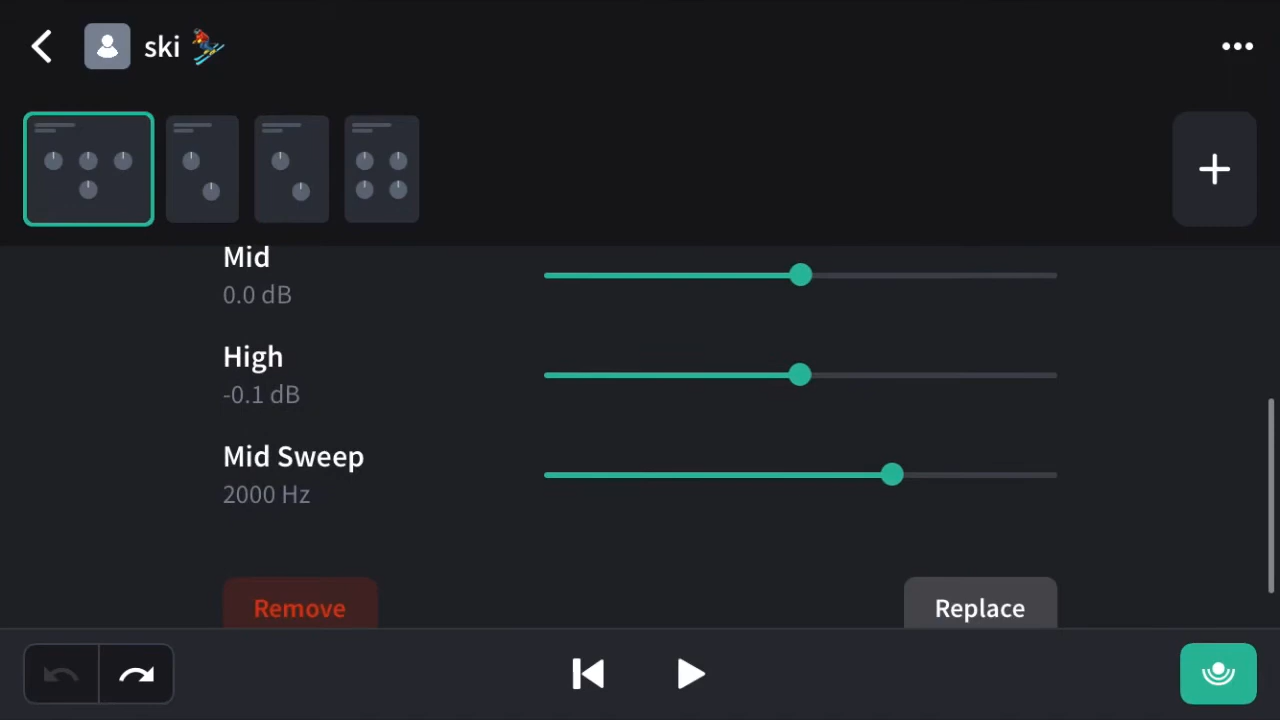 ski ⛷️
Mid
0.0 dB
High
-0.1 dB
Mid Sweep
2000 Hz
Remove
Replace